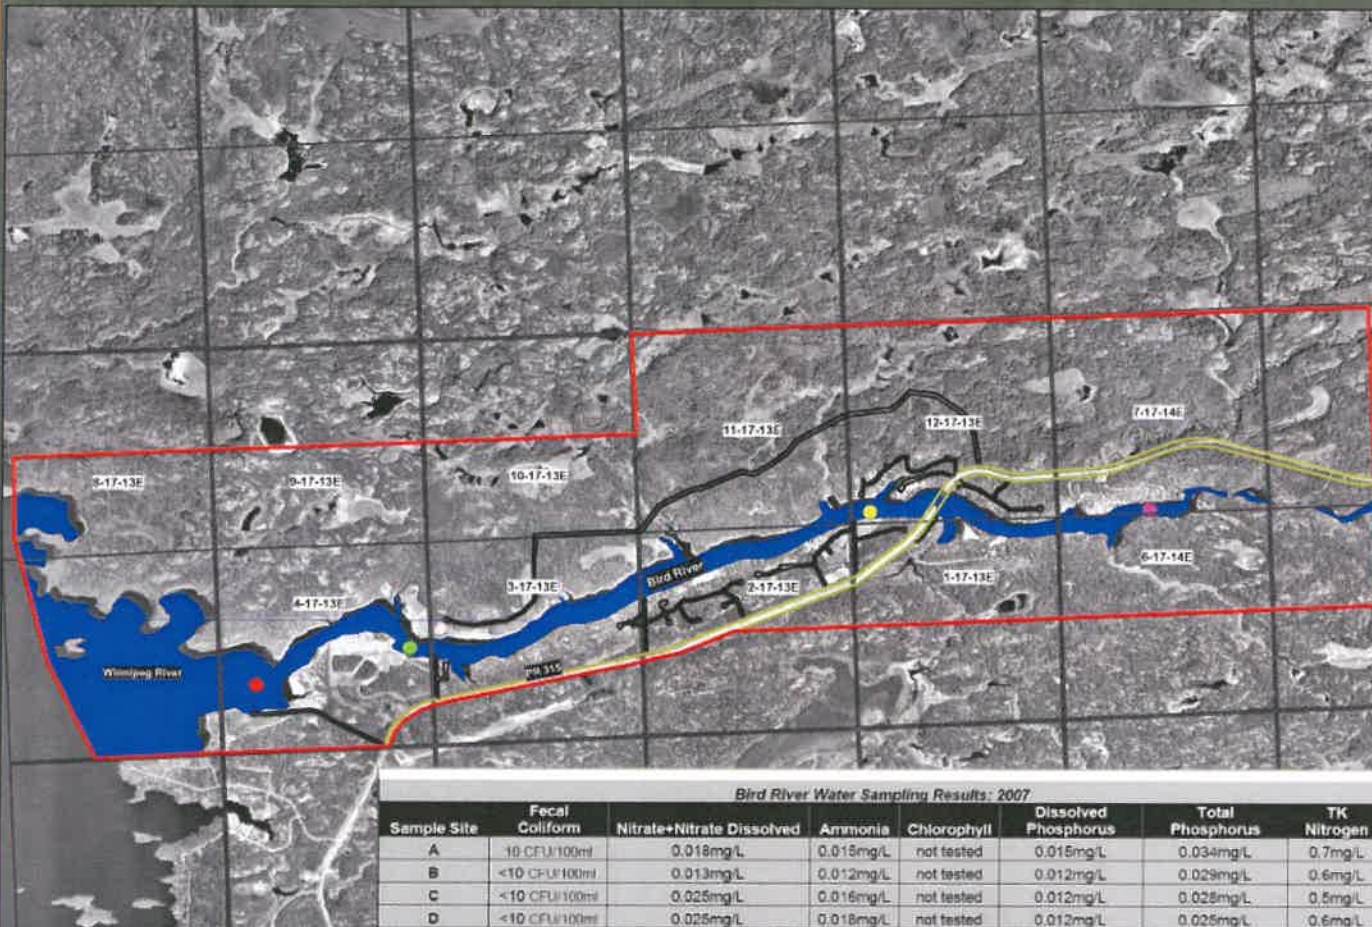 11-17-13E
12-17-13E
7-17-14E
8-17-13E
9-17-13E
10-17-13E
6-17-14E
1-17-13E
2-17-13E
3-17-13E
4-17-13E
Bird River
Winnipeg River
PR 315
Bird River Water Sampling Results: 2007
Sample Site Fecal Coliform Nitrate+Nitrate Dissolved Ammonia Chlorophyll Dissolved Phosphorus Total Phosphorus TK Nitrogen
A 10 CFU/100ml 0.018mg/L 0.015mg/L not tested 0.015mg/L 0.034mg/L 0.7mg/L
B <10 CFU/100ml 0.013mg/L 0.012mg/L not tested 0.012mg/L 0.029mg/L 0.6mg/L
C <10 CFU/100ml 0.025mg/L 0.016mg/L not tested 0.012mg/L 0.028mg/L 0.5mg/L
D <10 CFU/100ml 0.025mg/L 0.018mg/L not tested 0.012mg/L 0.025mg/L 0.6mg/L